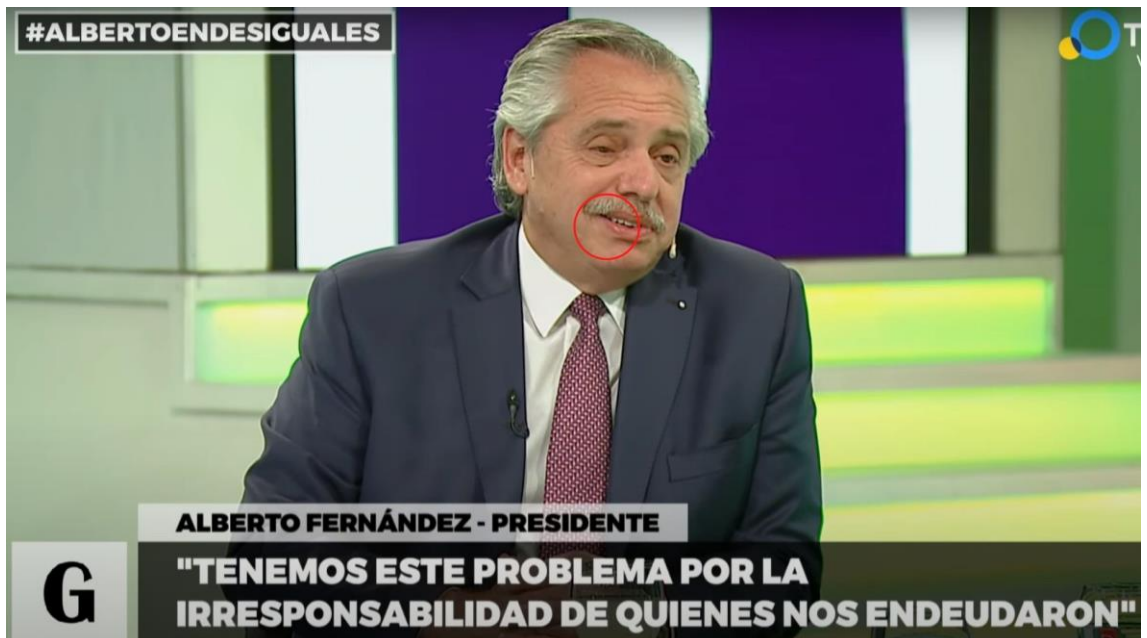 #ALBERTOENDESIGUALES
ALBERTO FERNÁNDEZ - PRESIDENTE
G
"TENEMOS ESTE PROBLEMA POR LA
IRRESPONSABILIDAD DE QUIENES NOS ENDEUDARON"